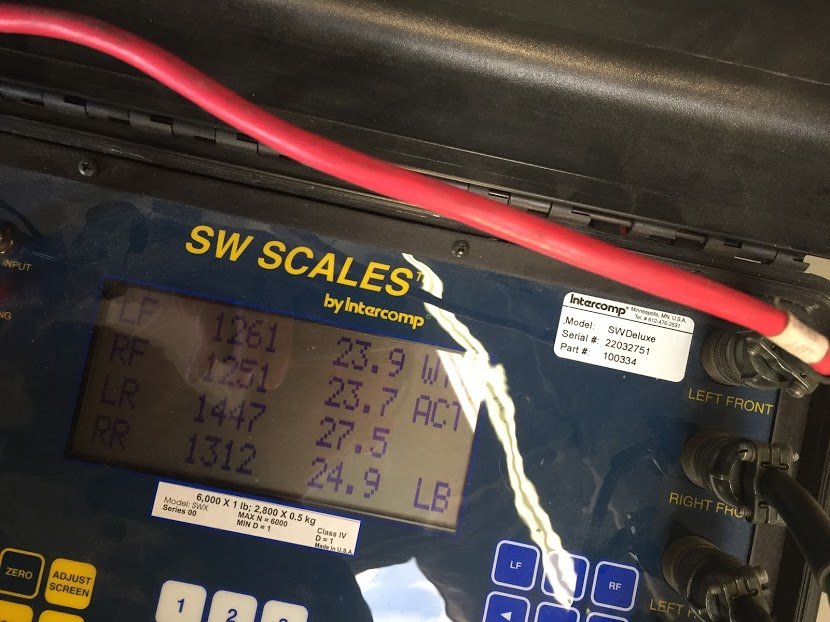 SW SCALES™
by Intercomp®
INPUT
LF 1261 23.9
RF 1251 23.7 ACT
LR 1447 27.5
RR 1312 24.9 LB
6,000 X 1 lb; 2,800 X 0.5 kg
Model: SWX MAX N = 6000 Class IV
Series 00 MIN D = 1 D = 1
Made in U.S.A.
Intercomp® Minneapolis, MN, U.S.A.
Model: SWDeluxe
Serial #: 22032751
Part #: 100334
LEFT FRONT
RIGHT
LEFT
ZERO
ADJUST
SCREEN
1 2
LF
RF